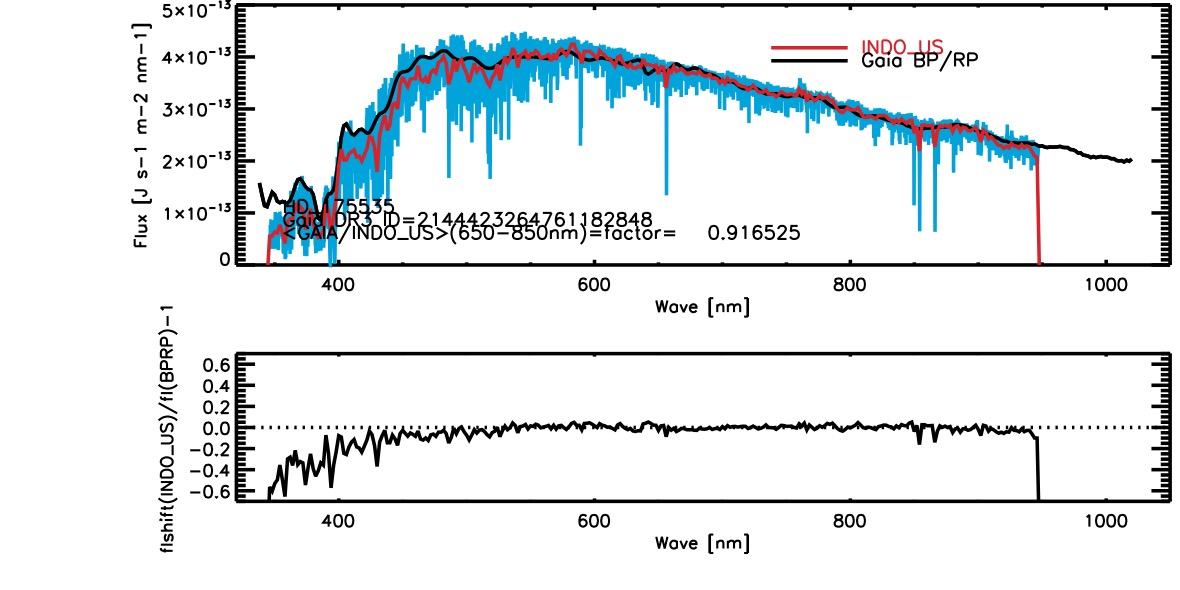 5×10−13
4×10−13
3×10−13
2×10−13
1×10−13
0
Flux [J s−1 m−2 nm−1]
INDO_US
Gaia BP/RP
HD_175535
Gaia DR3 ID=2144423264761182848
<GAIA/INDO_US>(650−850nm)=factor= 0.916525
400 600 800 1000
Wave [nm]
flshift(INDO_US)/fl(BPRP)−1
0.6
0.4
0.2
0.0
−0.2
−0.4
−0.6
400 600 800 1000
Wave [nm]